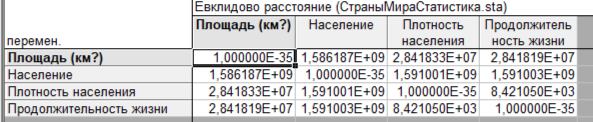 Евклидово расстояние (СтраныМираСтатистика.sta)
перемен. Площадь (км?) Население Плотность населения Продолжитель ность жизни
Площадь (км?) 1,000000E-35 1,586187E+09 2,841833E+07 2,841819E+07
Население 1,586187E+09 1,000000E-35 1,591001E+09 1,591003E+09
Плотность населения 2,841833E+07 1,591001E+09 1,000000E-35 8,421050E+03
Продолжительность жизни 2,841819E+07 1,591003E+09 8,421050E+03 1,000000E-35